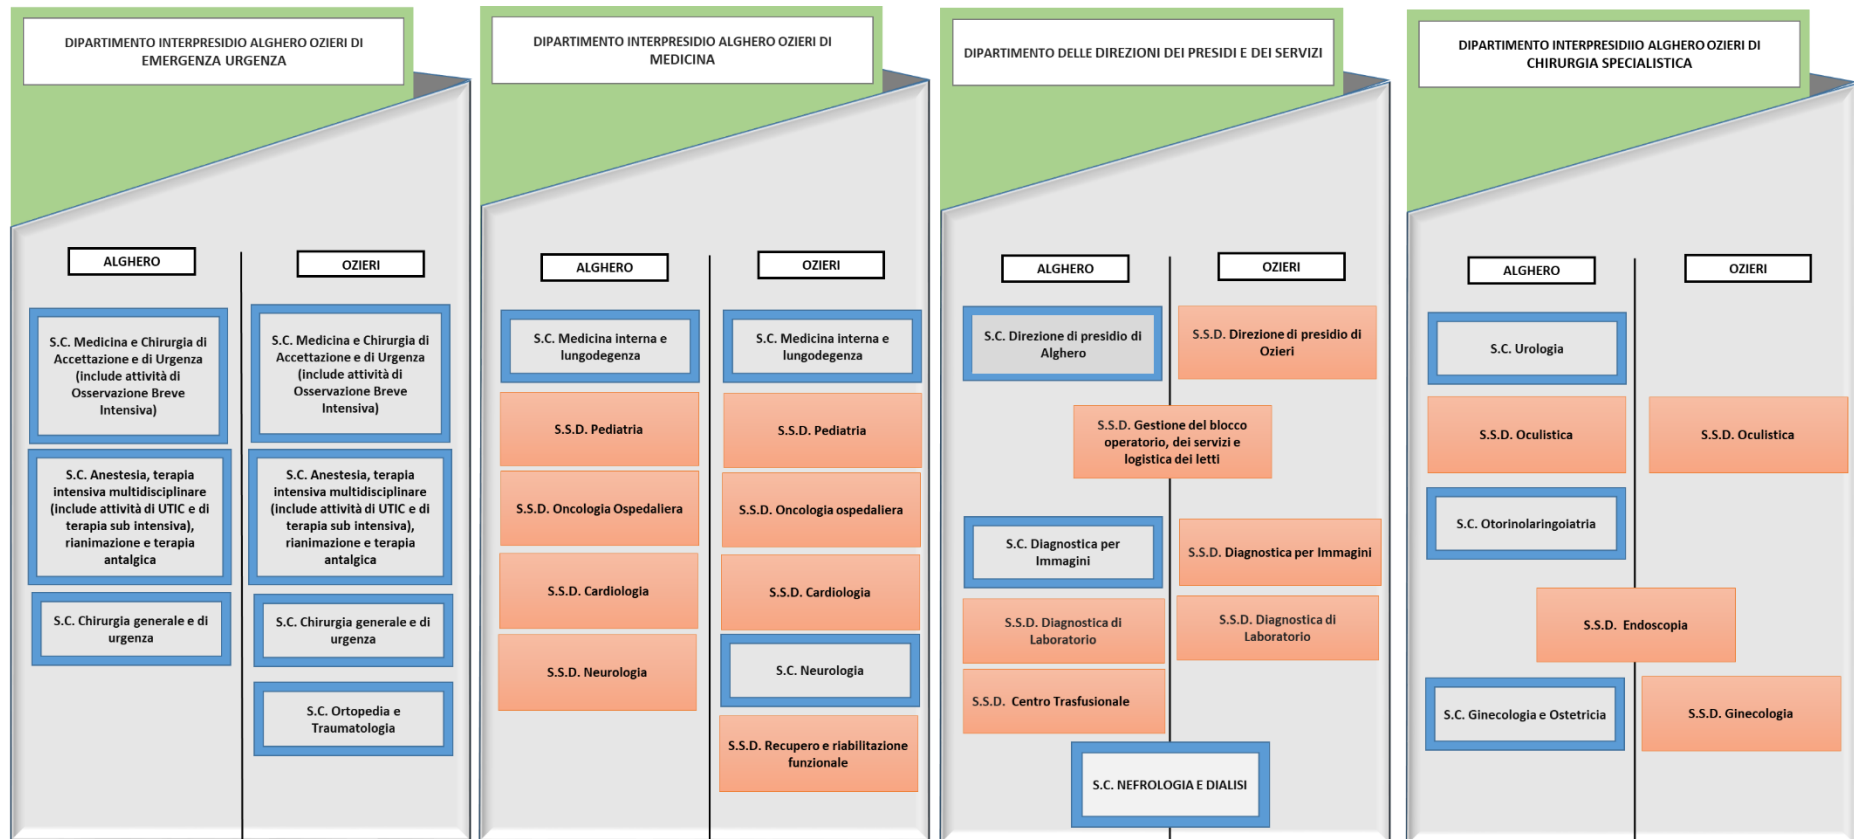 DIPARTIMENTO INTERPRESIDIO ALGHERO OZIERI DI
EMERGENZA URGENZA
ALGHERO
S.C. Medicina e Chirurgia di
Accettazione e di Urgenza
(include attività di
Osservazione Breve
Intensiva)
S.C. Anestesia, terapia
intensiva multidisciplinare
(include attività di UTIC e di
terapia sub intensiva),
rianimazione e terapia
antalgica
S.C. Chirurgia generale e di
urgenza
OZIERI
S.C. Medicina e Chirurgia di
Accettazione e di Urgenza
(include attività di
Osservazione Breve
Intensiva)
S.C. Anestesia, terapia
intensiva multidisciplinare
(include attività di UTIC e di
terapia sub intensiva),
rianimazione e terapia
antalgica
S.C. Chirurgia generale e di
urgenza
S.C. Ortopedia e
Traumatologia
DIPARTIMENTO INTERPRESIDIO ALGHERO OZIERI DI
MEDICINA
ALGHERO
S.C. Medicina interna e
lungodegenza
S.S.D. Pediatria
S.S.D. Oncologia Ospedaliera
S.S.D. Cardiologia
S.S.D. Neurologia
OZIERI
S.C. Medicina interna e
lungodegenza
S.S.D. Pediatria
S.S.D. Oncologia ospedaliera
S.S.D. Cardiologia
S.C. Neurologia
S.S.D. Recupero e riabilitazione
funzionale
DIPARTIMENTO DELLE DIREZIONI DEI PRESIDI E DEI SERVIZI
ALGHERO
OZIERI
S.C. Direzione di presidio di
Alghero
S.S.D. Direzione di presidio di
Ozieri
S.S.D. Gestione del blocco
operatorio, dei servizi e
logistica dei letti
S.C. Diagnostica per
Immagini
S.S.D. Diagnostica per Immagini
S.S.D. Diagnostica di
Laboratorio
S.S.D. Diagnostica di
Laboratorio
S.S.D. Centro Trasfusionale
S.C. NEFROLOGIA E DIALISI
DIPARTIMENTO INTERPRESIDIIO ALGHERO OZIERI DI
CHIRURGIA SPECIALISTICA
ALGHERO
OZIERI
S.C. Urologia
S.S.D. Oculistica
S.S.D. Oculistica
S.C. Otorinolaringoiatria
S.S.D. Endoscopia
S.C. Ginecologia e Ostetricia
S.S.D. Ginecologia